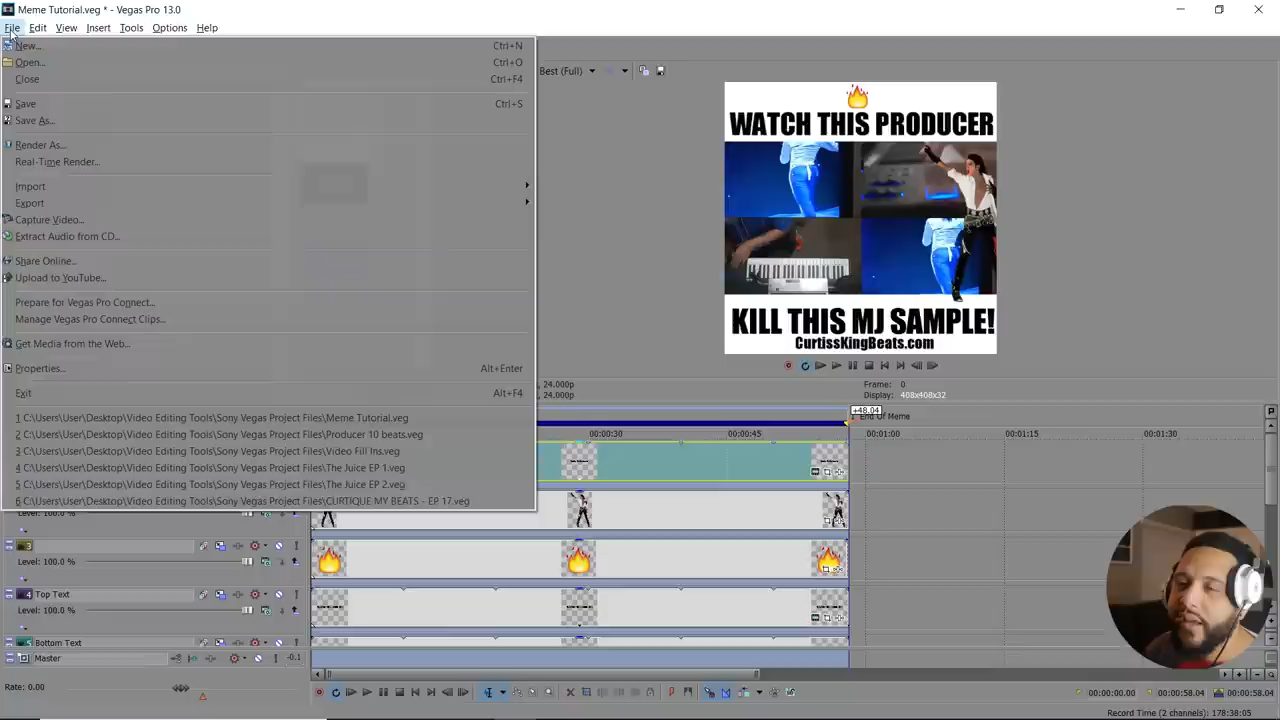 Meme Tutorial.veg * - Vegas Pro 13.0
File Edit View Insert Tools Options Help
New... Ctrl+N
Open... Ctrl+O
Close Ctrl+F4
Save Ctrl+S
Save As...
Render As...
Real-Time Render...
Import
Export
Capture Video...
Extract Audio from CD...
Share Online...
Upload to YouTube...
Prepare for Vegas Pro Connect...
Manage Vegas Pro Connect Clips...
Get Media from the Web...
Properties... Alt+Enter
Exit Alt+F4
1 C:\Users\User\Desktop\Video Editing Tools\Sony Vegas Project Files\Meme Tutorial.veg
2 C:\Users\User\Desktop\Video Editing Tools\Sony Vegas Project Files\Producer 10 beats.veg
3 C:\Users\User\Desktop\Video Editing Tools\Sony Vegas Project Files\Video Fill Ins.veg
4 C:\Users\User\Desktop\Video Editing Tools\Sony Vegas Project Files\The Juice EP 1.veg
5 C:\Users\User\Desktop\Video Editing Tools\Sony Vegas Project Files\The Juice EP 2.veg
6 C:\Users\User\Desktop\Video Editing Tools\Sony Vegas Project Files\CURTIQUE MY BEATS - EP 17.veg
Best (Full)
WATCH THIS PRODUCER
KILL THIS MJ SAMPLE!
CurtissKingBeats.com
, 24.000p
, 24.000p
Frame: 0
Display: 408x408x32
+48.04
End Of Meme
00:00:30 00:00:45 00:01:00 00:01:15 00:01:30
Level: 100.0 %
3
Level: 100.0 %
4 Top Text
Level: 100.0 %
5 Bottom Text
Master -0.1
Rate: 0.00
00:00:00.00 00:00:58.04 00:00:58.04
Record Time (2 channels): 178:38:05